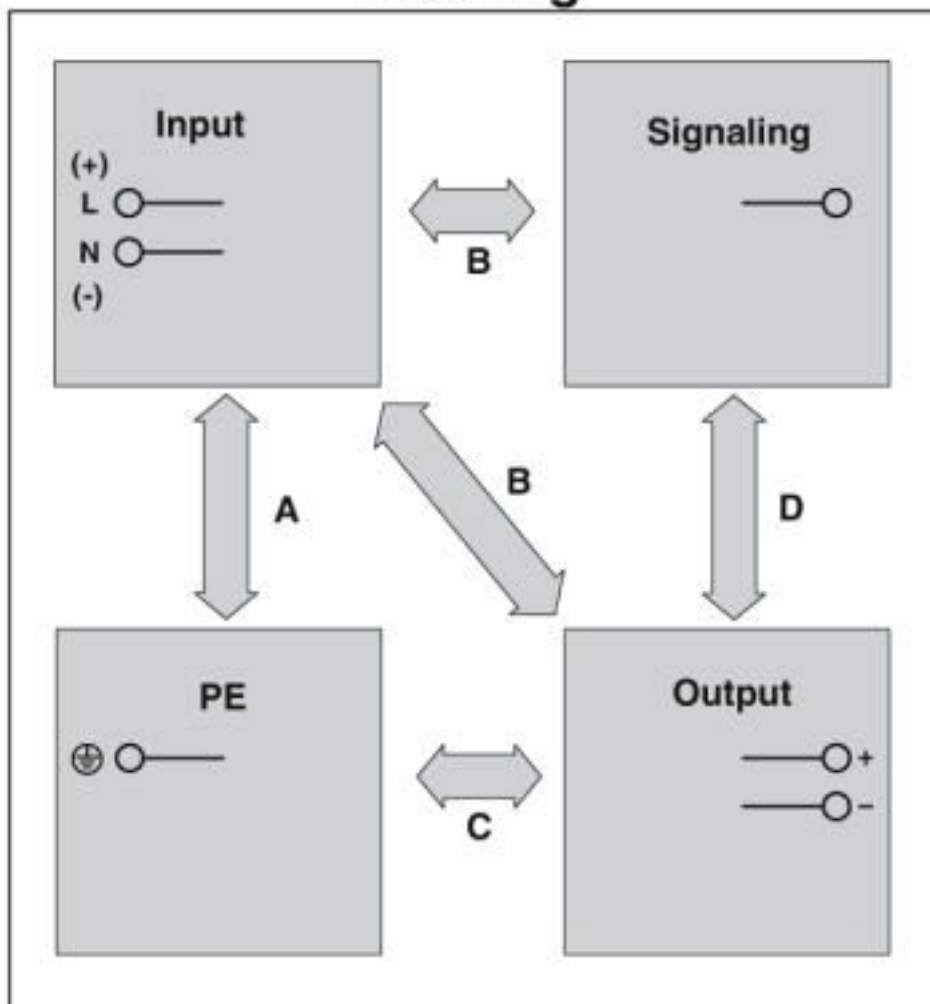 Input
(+)
L
N
(-)
Signaling
B
A
B
D
PE
Output
+
–
C